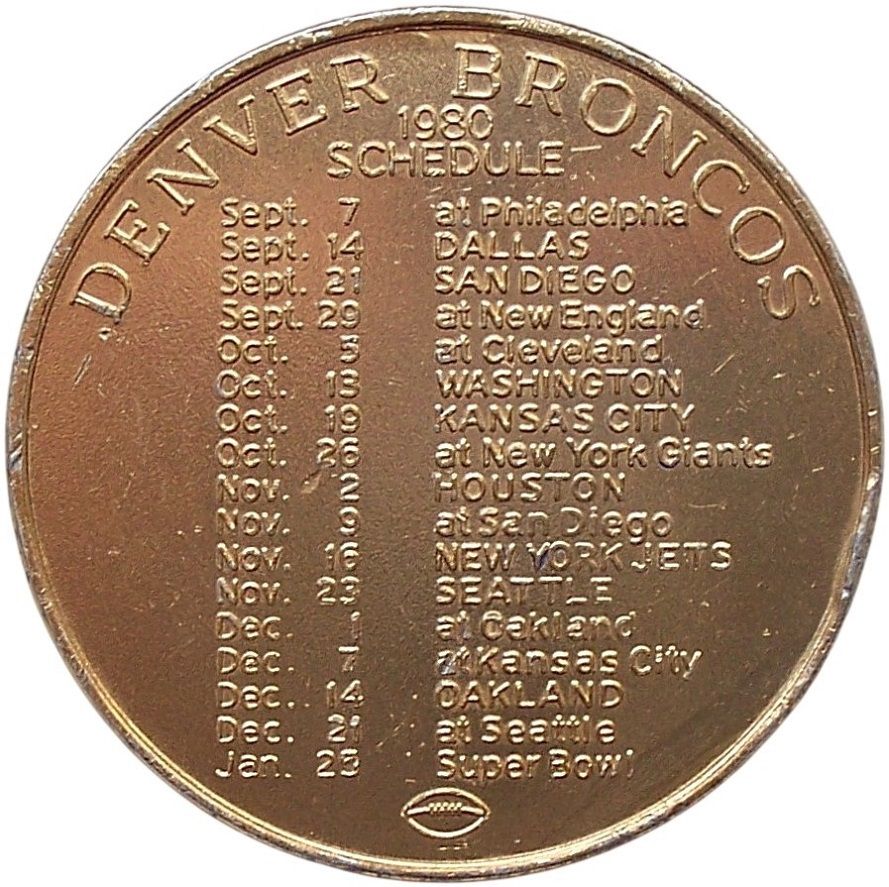 DENVER BRONCOS
1980
SCHEDULE
Sept. 7 at Philadelphia
Sept. 14 DALLAS
Sept. 21 SAN DIEGO
Sept. 29 at New England
Oct. 5 at Cleveland
Oct. 13 WASHINGTON
Oct. 19 KANSAS CITY
Oct. 26 at New York Giants
Nov. 2 HOUSTON
Nov. 9 at San Diego
Nov. 16 NEW YORK JETS
Nov. 23 SEATTLE
Dec. 1 at Oakland
Dec. 7 at Kansas City
Dec. 14 OAKLAND
Dec. 21 at Seattle
Jan. 25 Super Bowl